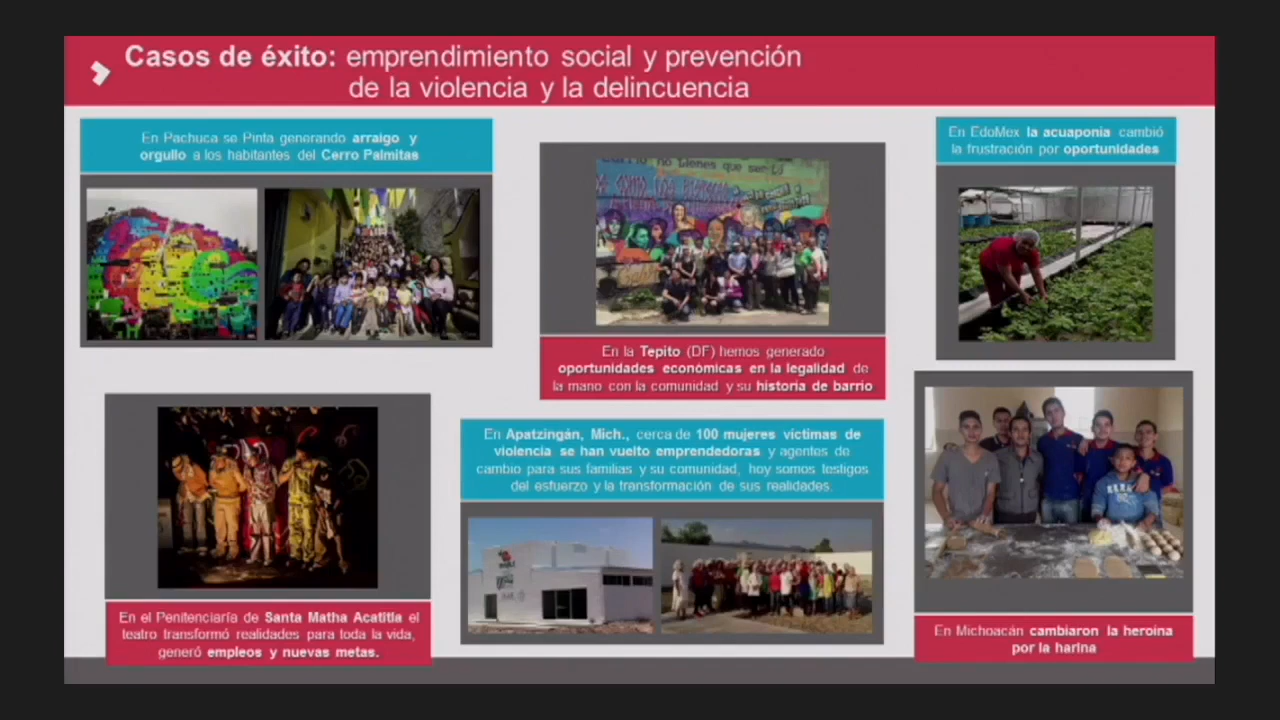 Casos de éxito: emprendimiento social y prevención
de la violencia y la delincuencia
En Pachuca se Pinta generando arraigo y
orgullo a los habitantes del Cerro Palmitas
En la Tepito (DF) hemos generado
oportunidades económicas en la legalidad de
la mano con la comunidad y su historia de barrio
En EdoMex la acuaponia cambió
la frustración por oportunidades
En el Penitenciaría de Santa Matha Acatitla el
teatro transformó realidades para toda la vida,
generó empleos y nuevas metas.
En Apatzingán, Mich., cerca de 100 mujeres víctimas de
violencia se han vuelto emprendedoras y agentes de
cambio para sus familias y su comunidad, hoy somos testigos
del esfuerzo y la transformación de sus realidades.
En Michoacán cambiaron la heroína
por la harina